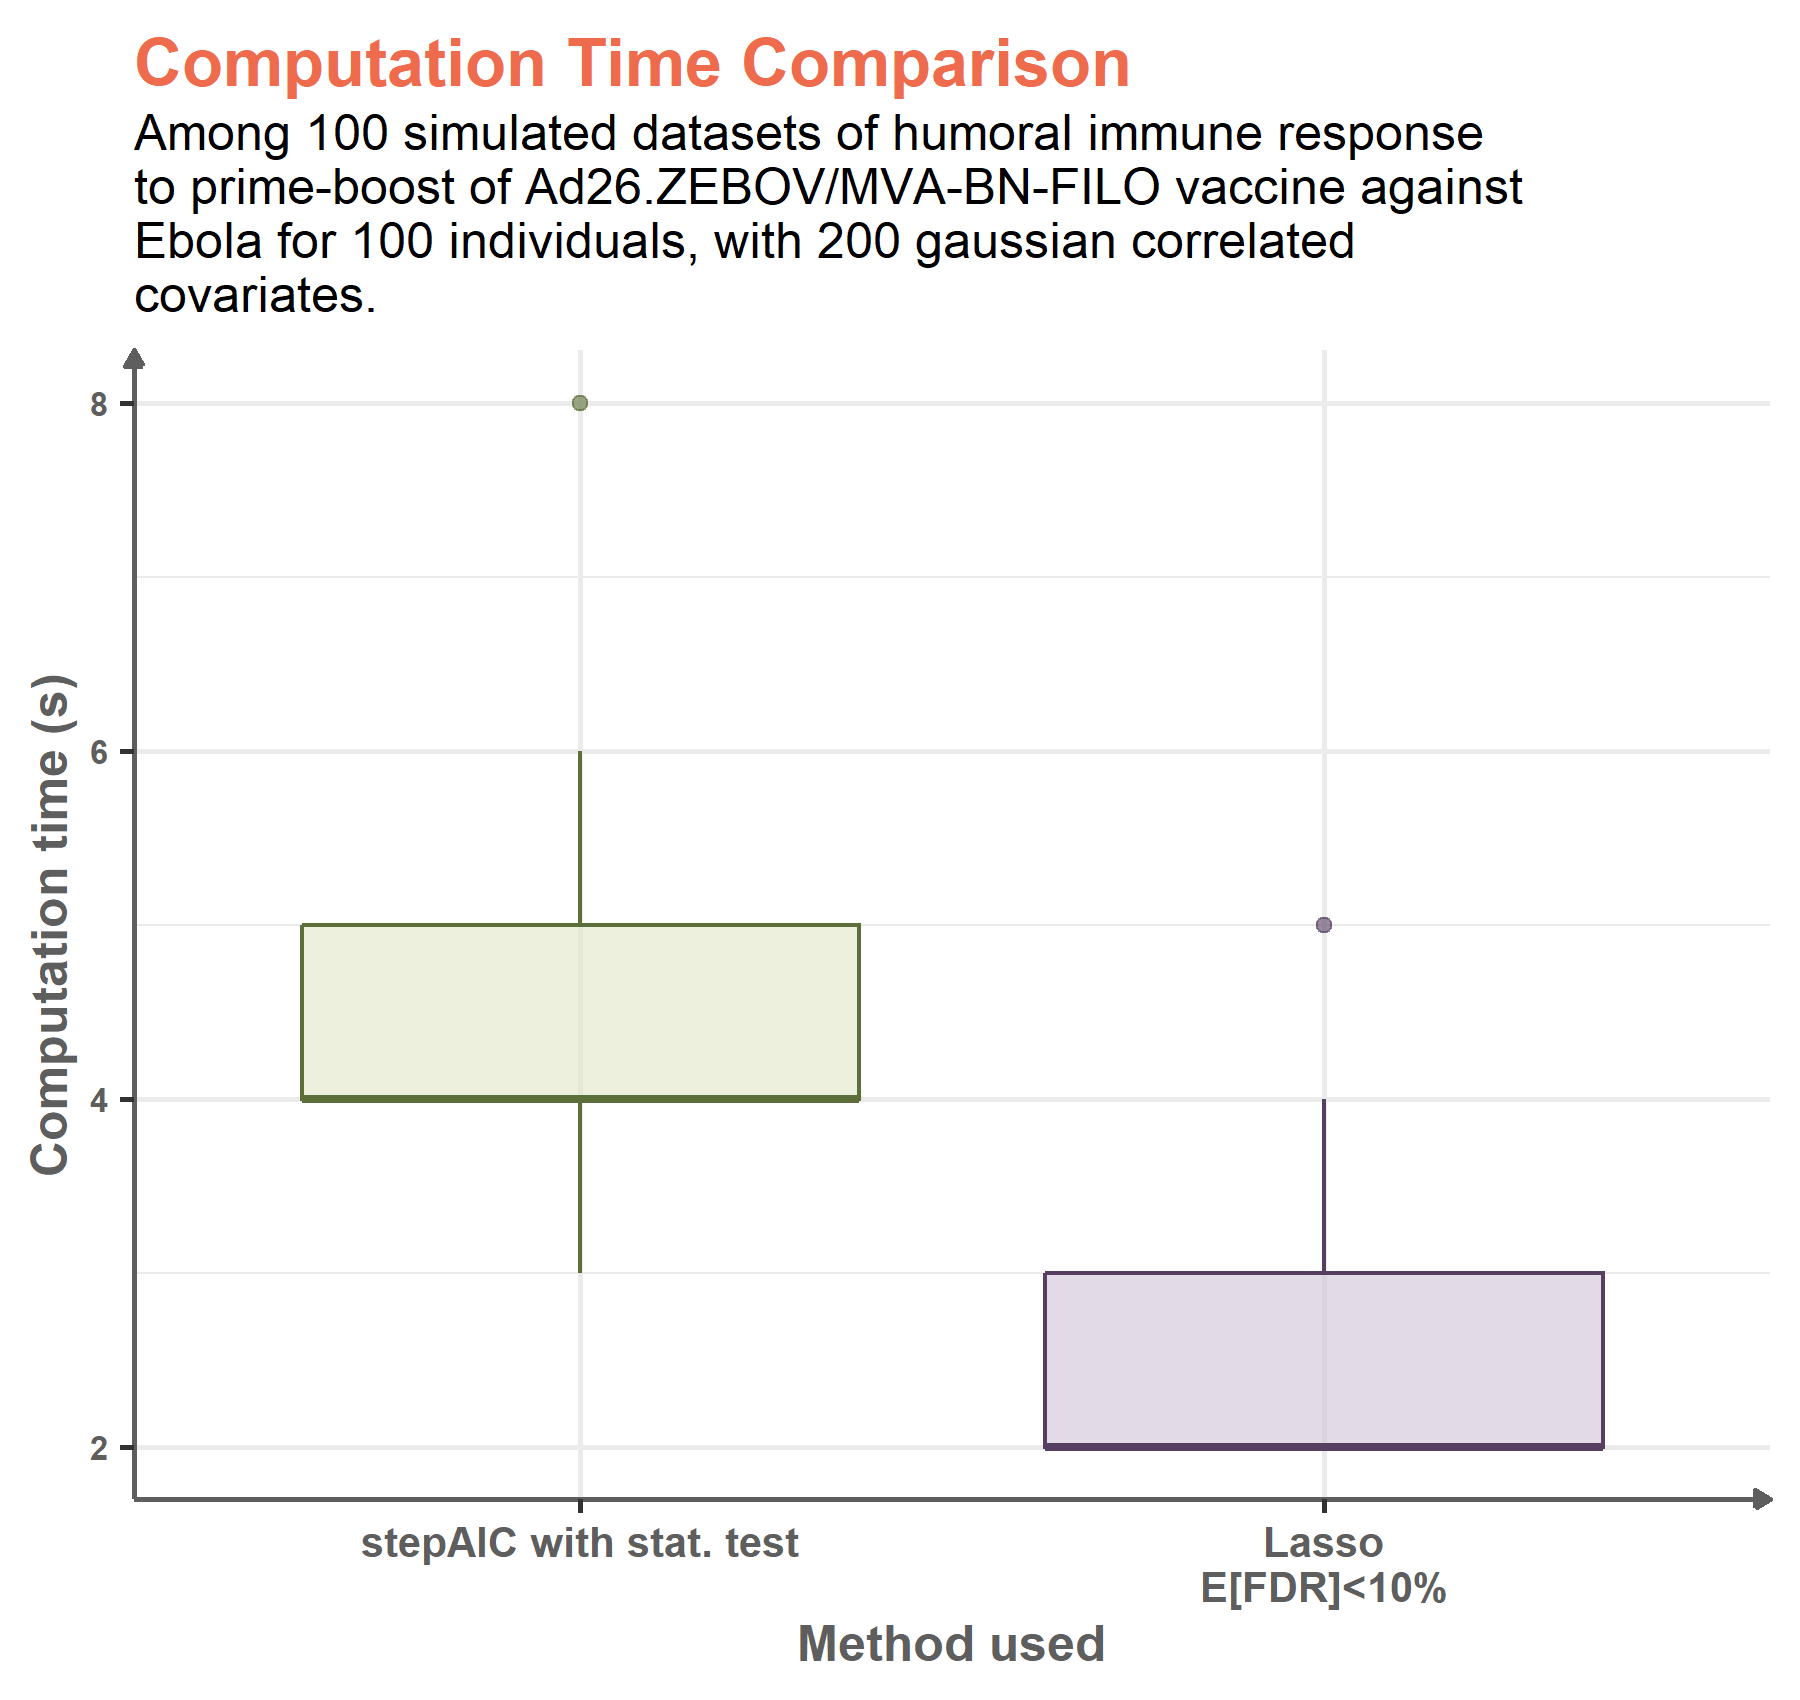 Computation Time Comparison
Among 100 simulated datasets of humoral immune response
to prime-boost of Ad26.ZEBOV/MVA-BN-FILO vaccine against
Ebola for 100 individuals, with 200 gaussian correlated
covariates.
8
6
4
2
Computation time (s)
stepAIC with stat. test
Lasso
E[FDR]<10%
Method used